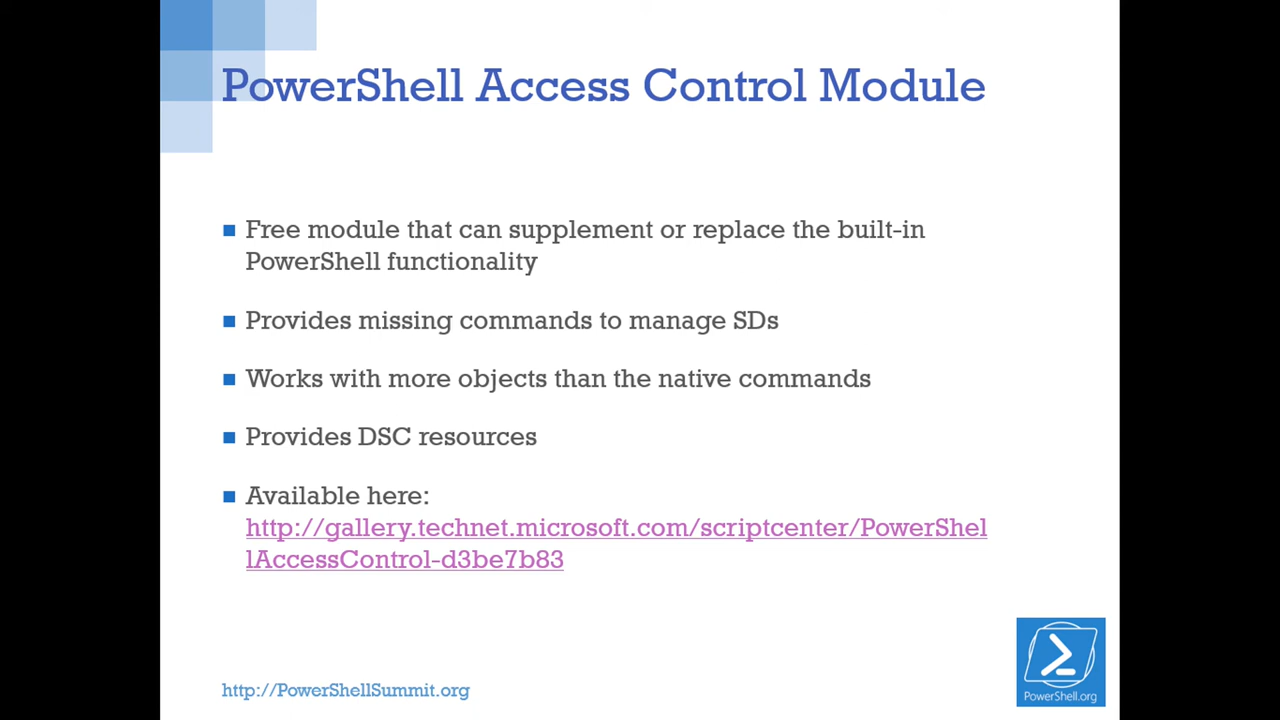 PowerShell Access Control Module
Free module that can supplement or replace the built-in
PowerShell functionality
Provides missing commands to manage SDs
Works with more objects than the native commands
Provides DSC resources
Available here:
http://gallery.technet.microsoft.com/scriptcenter/PowerShel
lAccessControl-d3be7b83
http://PowerShellSummit.org
PowerShell.org